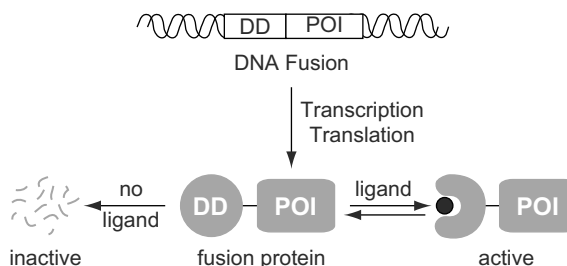 DD POI
DNA Fusion
Transcription
Translation
no
ligand
DD POI
ligand
POI
inactive
fusion protein
active